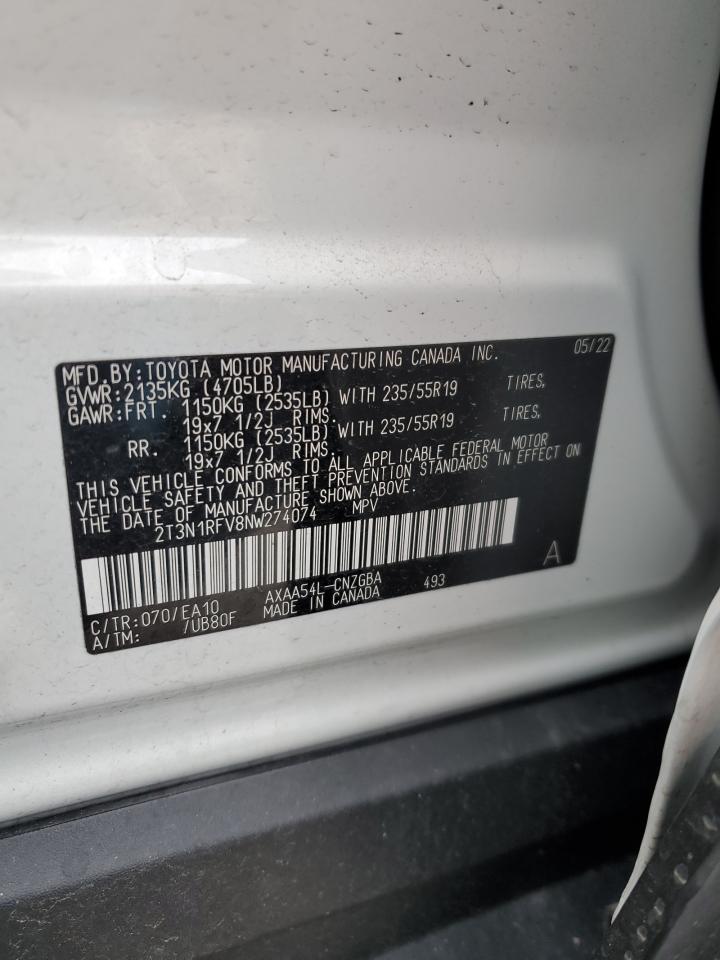 MFD.BY:TOYOTA MOTOR MANUFACTURING CANADA INC. 05/22
GVWR:2135KG (4705LB)
GAWR:FRT. 1150KG (2535LB) WITH 235/55R19 TIRES,
19x7 1/2J RIMS.
RR. 1150KG (2535LB) WITH 235/55R19 TIRES,
19x7 1/2J RIMS.
THIS VEHICLE CONFORMS TO ALL APPLICABLE FEDERAL MOTOR
VEHICLE SAFETY AND THEFT PREVENTION STANDARDS IN EFFECT ON
THE DATE OF MANUFACTURE SHOWN ABOVE.
2T3N1RFV8NW274074 MPV
A
C/TR:070/EA10 AXAA54L-CNZGBA 493
A/TM: /UB80F MADE IN CANADA